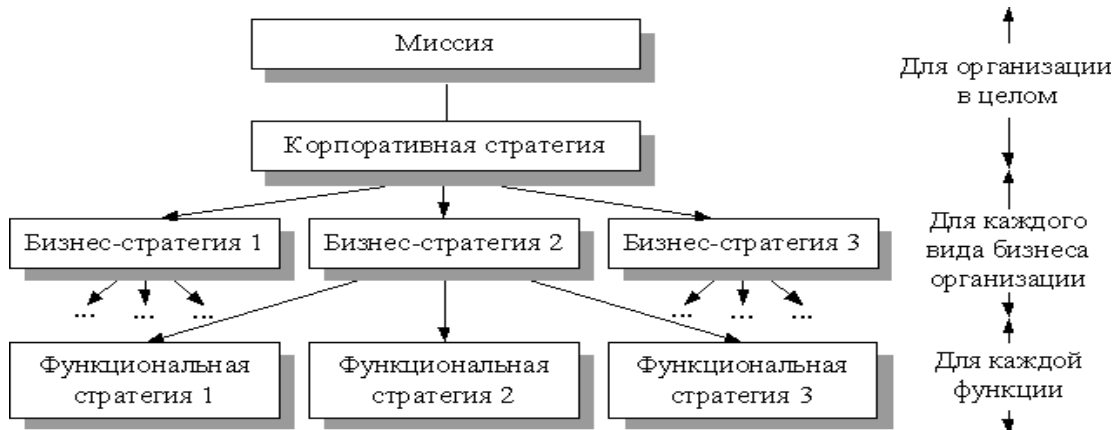 Миссия
Для организации
в целом
Корпоративная стратегия
Бизнес-стратегия 1
Бизнес-стратегия 2
Бизнес-стратегия 3
Для каждого
вида бизнеса
организации
...
...
...
...
...
...
Функциональная
стратегия 1
Функциональная
стратегия 2
Функциональная
стратегия 3
Для каждой
функции